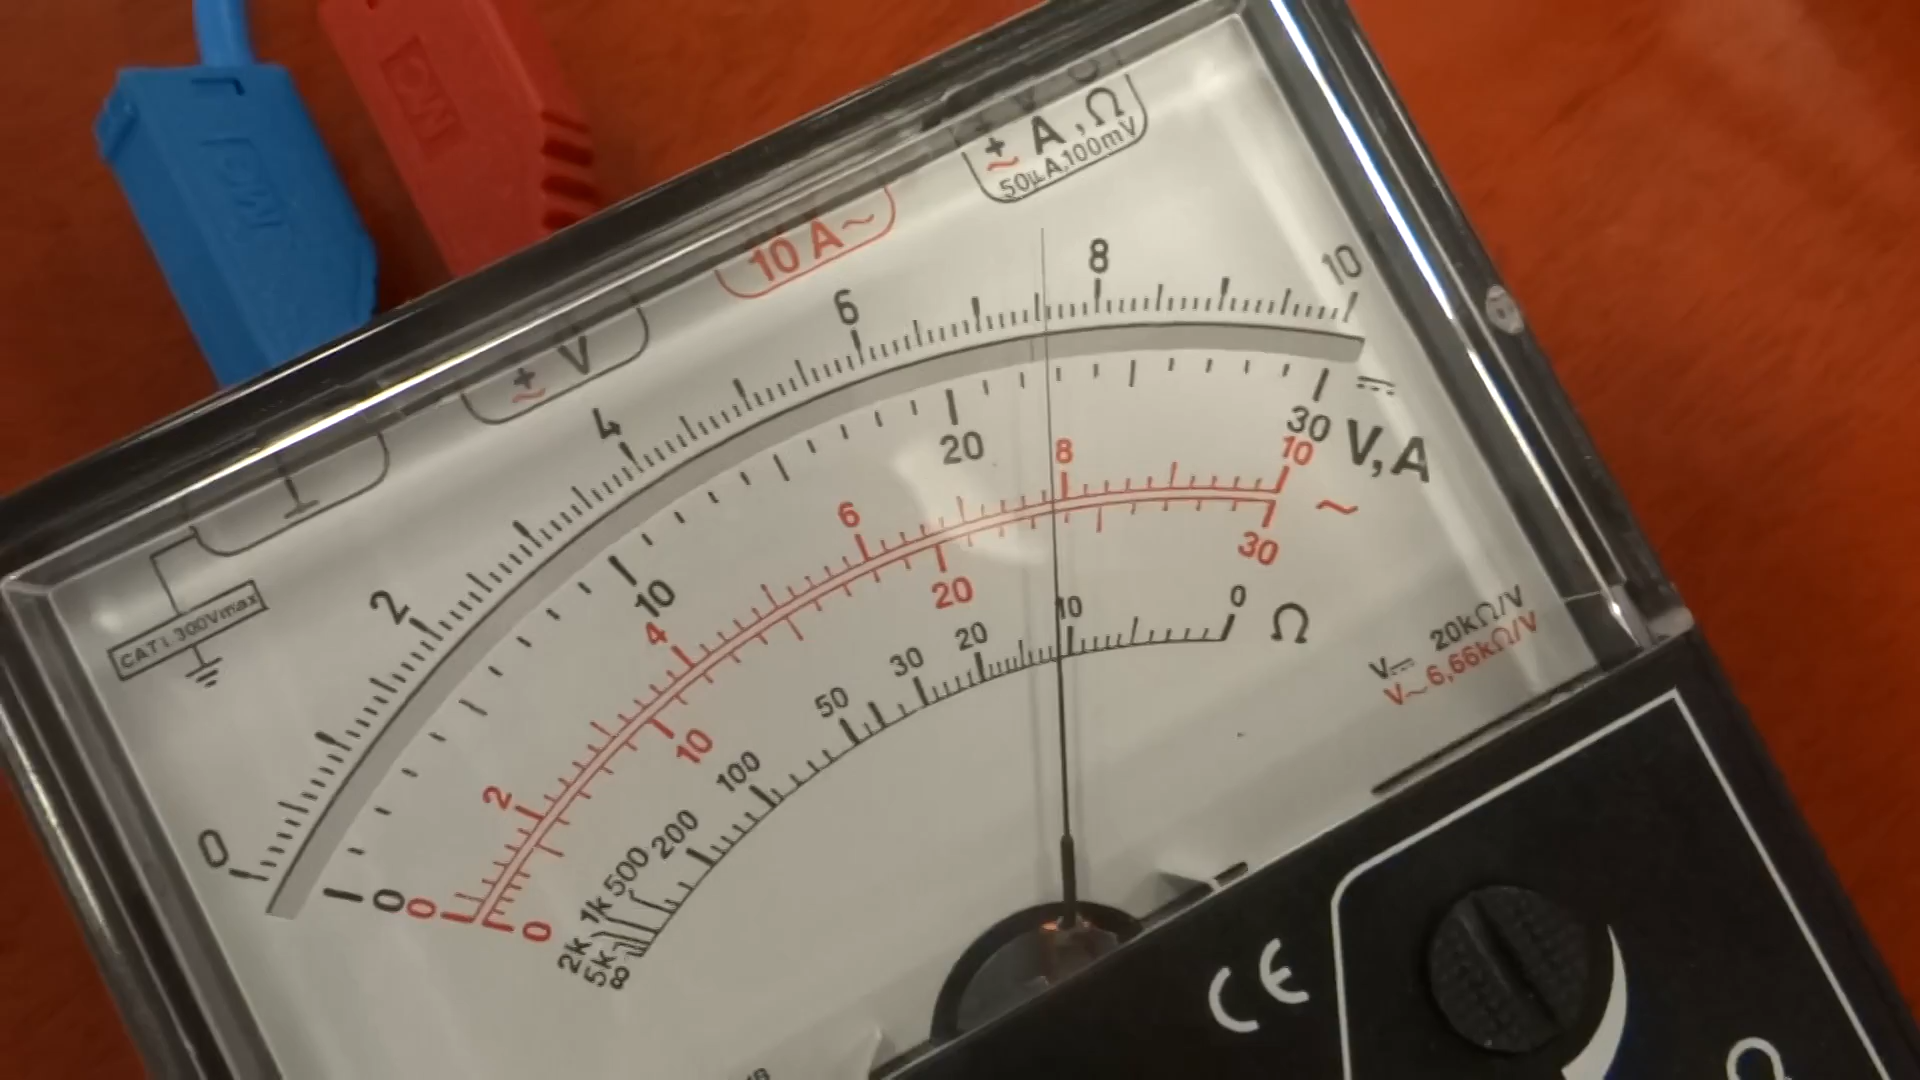 ± A,Ω
~
50µA,100mV
10 A~
± V
~
CAT I. 300Vmax
0 2 4 6 8 10
0 10 20 30
V,A
0 2 4 6 8 10
~
0 10 20 30
∞ 5k 2k 1k 500 200 100 50 30 20 10 0 Ω
V⎓ 20kΩ/V
V~6,66kΩ/V
CE
Ω